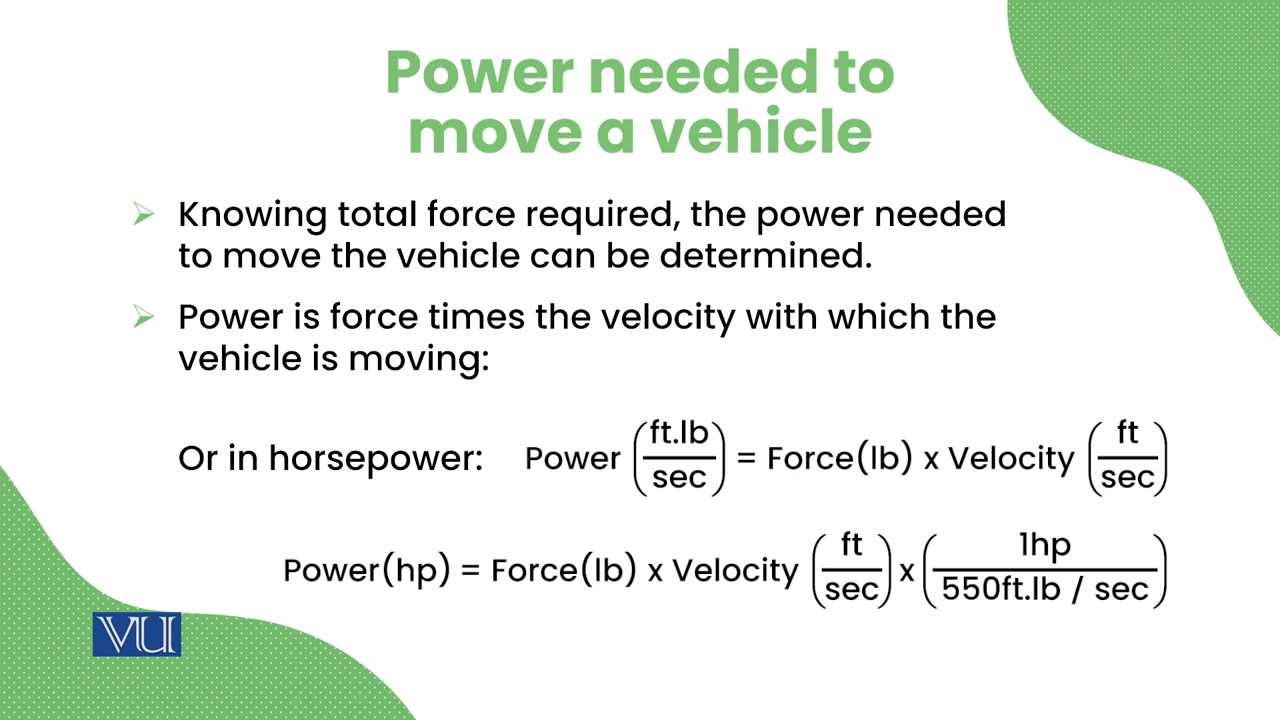 Power needed to
move a vehicle
➢ Knowing total force required, the power needed
to move the vehicle can be determined.
➢ Power is force times the velocity with which the
vehicle is moving:
Or in horsepower: Power (ft.lb/sec) = Force(lb) x Velocity (ft/sec)
Power(hp) = Force(lb) x Velocity (ft/sec) x (1hp/550ft.lb / sec)
VU